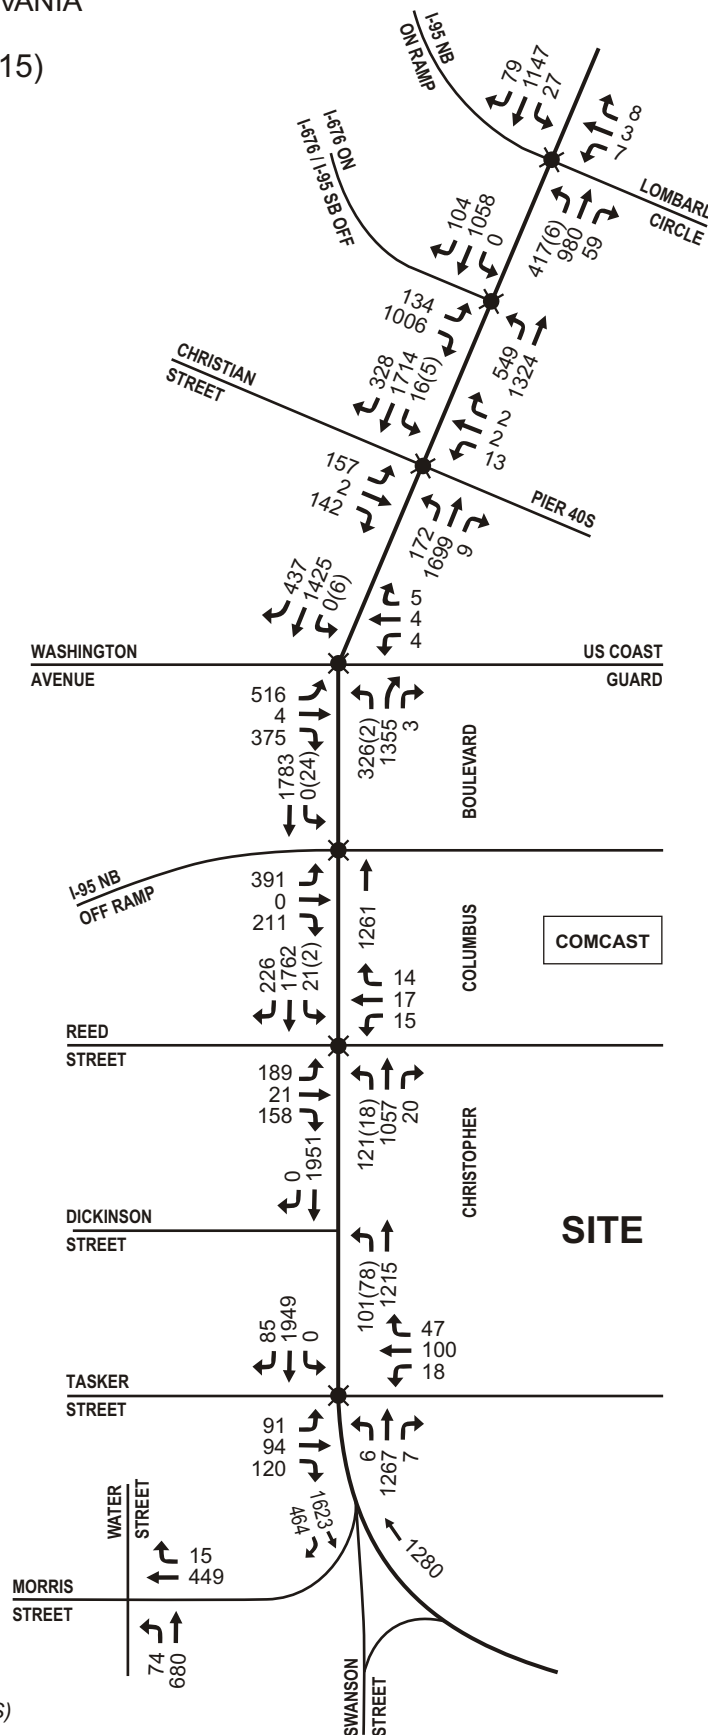 VANIA
15)
I-95 NB
ON RAMP
79
1147
27
8
3
7
LOMBARD
CIRCLE
417(6)
980
59
I-676 ON
I-676 / I-95 SB OFF
104
1058
0
134
1006
549
1324
CHRISTIAN
STREET
328
1714
16(5)
2
2
13
157
2
142
PIER 40S
172
1699
9
437
1425
0(6)
5
4
4
WASHINGTON
AVENUE
US COAST
GUARD
516
4
375
326(2)
1355
3
BOULEVARD
1783
0(24)
I-95 NB
OFF RAMP
391
0
211
1261
COLUMBUS
COMCAST
226
1762
21(2)
14
17
15
REED
STREET
189
21
158
121(18)
1057
20
CHRISTOPHER
0
1951
DICKINSON
STREET
SITE
101(78)
1215
85
1949
0
47
100
18
TASKER
STREET
91
94
120
6
1267
7
WATER
STREET
464
1623
1280
15
449
MORRIS
STREET
74
680
SWANSON
STREET
S)